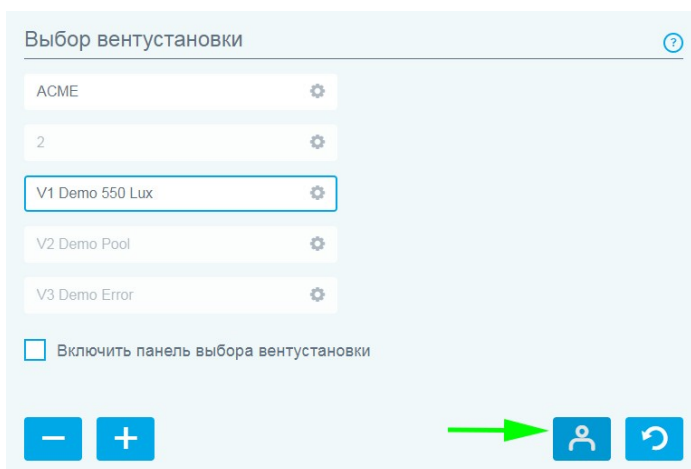 Выбор вентустановки
?
ACME
2
V1 Demo 550 Lux
V2 Demo Pool
V3 Demo Error
Включить панель выбора вентустановки